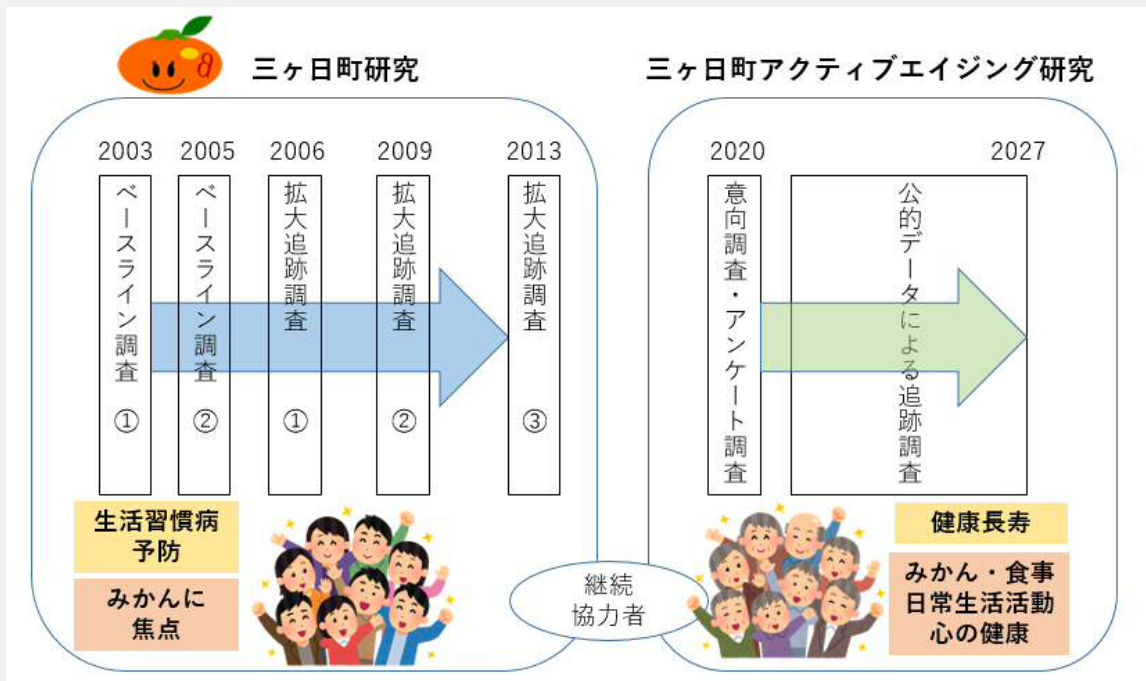 三ヶ日町研究
2003
2005
2006
2009
2013
ベースライン調査①
ベースライン調査②
拡大追跡調査①
拡大追跡調査②
拡大追跡調査③
生活習慣病
予防
みかんに
焦点
継続
協力者
三ヶ日町アクティブエイジング研究
2020
2027
意向調査・アンケート調査
公的データによる追跡調査
健康長寿
みかん・食事
日常生活活動
心の健康